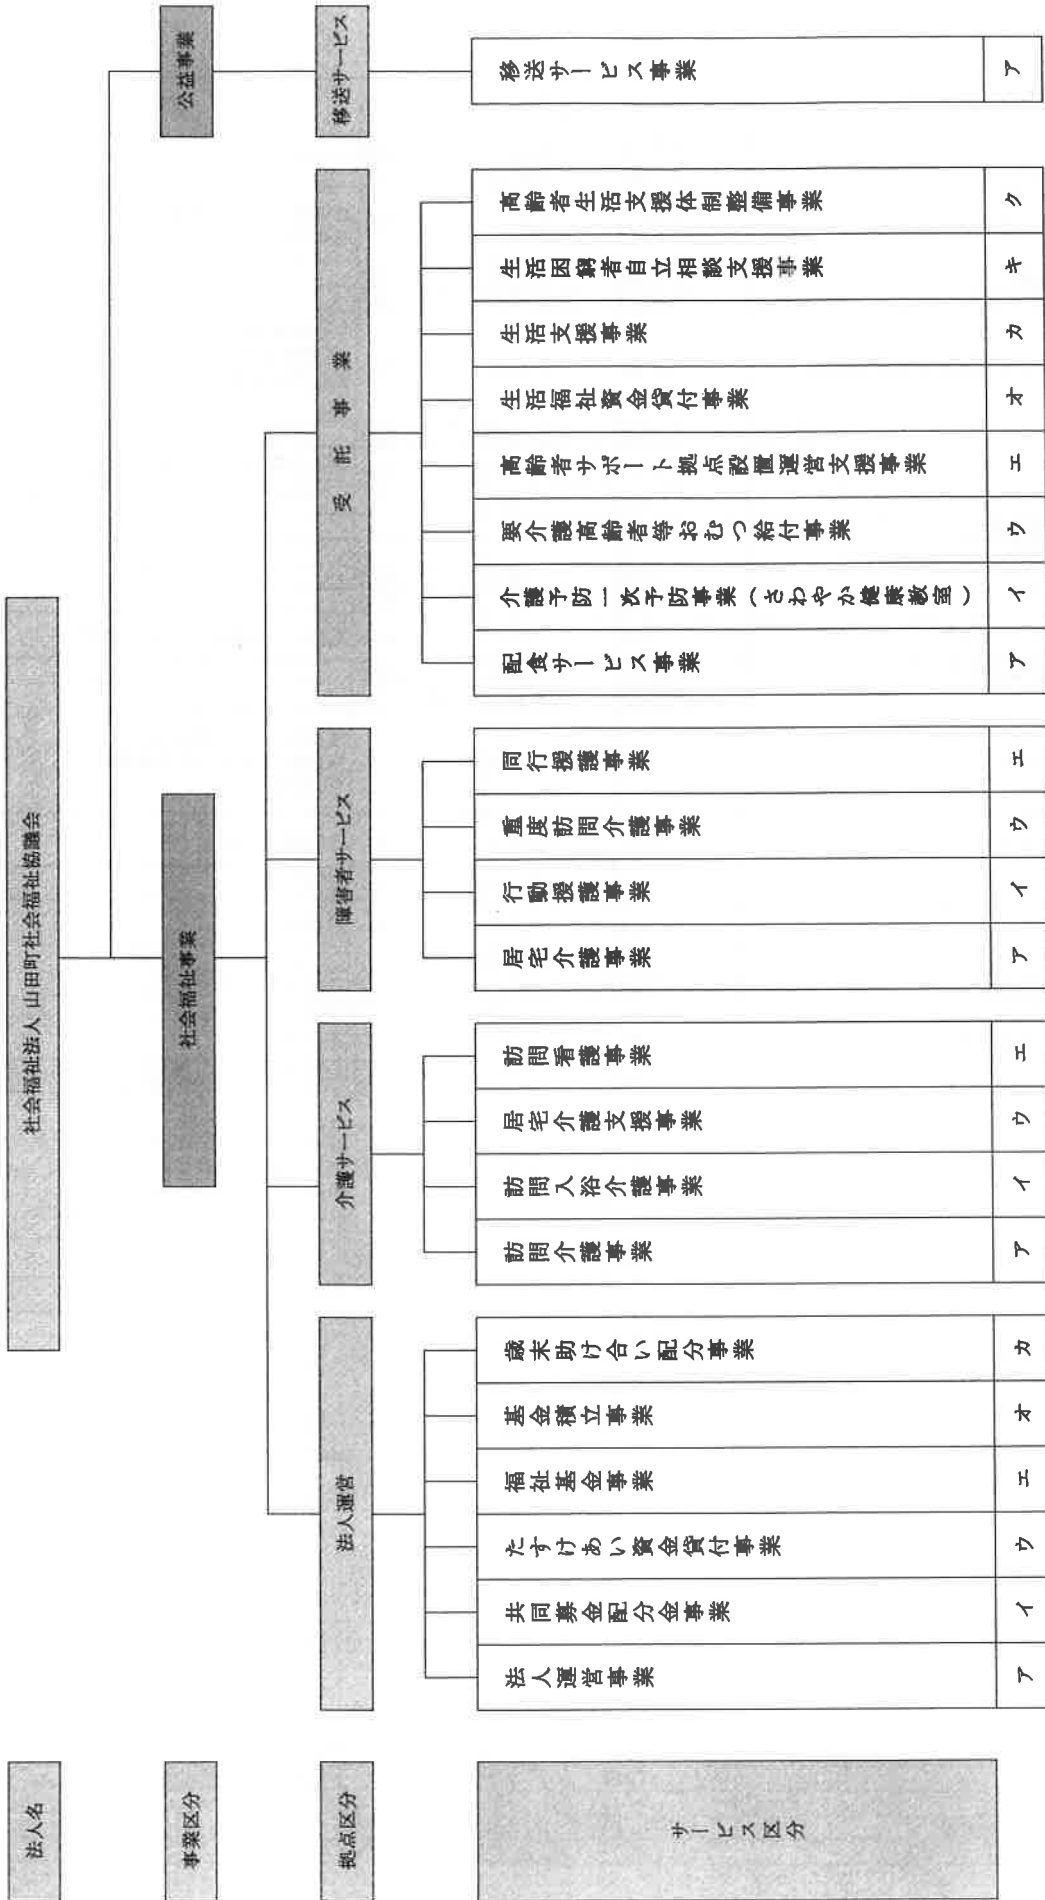 法人名
社会福祉法人 山田町社会福祉協議会
事業区分
社会福祉事業
公益事業
拠点区分
法人運営
介護サービス
障害者サービス
受託事業
移送サービス
サービス区分
法人運営事業
ア
共同募金配分金事業
イ
たすけあい資金貸付事業
ウ
福祉基金事業
エ
基金積立事業
オ
歳末助け合い配分事業
カ
訪問介護事業
ア
訪問入浴介護事業
イ
居宅介護支援事業
ウ
訪問看護事業
エ
居宅介護事業
ア
行動援護事業
イ
重度訪問介護事業
ウ
同行援護事業
エ
配食サービス事業
ア
介護予防一次予防事業（さわやか健康教室）
イ
要介護高齢者等おむつ給付事業
ウ
高齢者サポート拠点設置運営支援事業
エ
生活福祉資金貸付事業
オ
生活支援事業
カ
生活困窮者自立相談支援事業
キ
高齢者生活支援体制整備事業
ク
移送サービス事業
ア